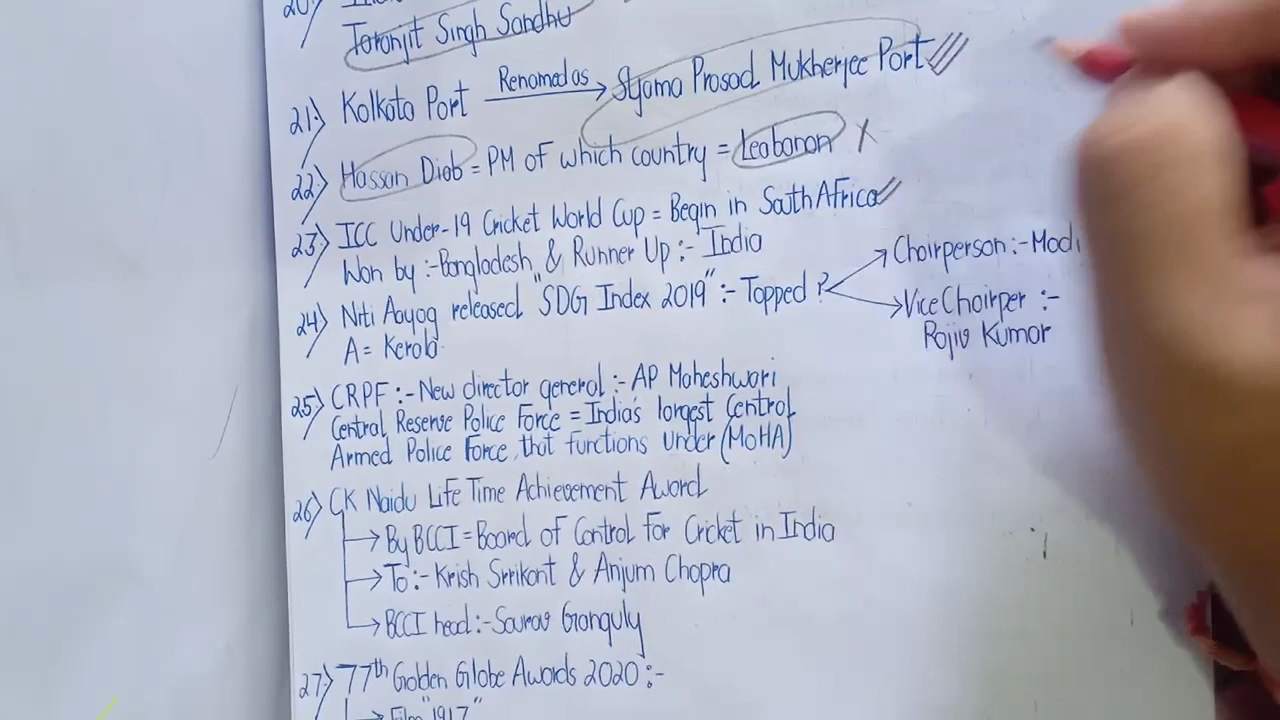 20)
Taranjit Singh Sandhu
21) Kolkata Port Renamed as → Syama Prasad Mukherjee Port
22) Hassan Diab = PM of which country = Leabanon X
23) ICC Under-19 Cricket World Cup = Begin in South Africa
Won by :- Bangladesh, & Runner Up :- India
24) Niti Aayog released "SDG Index 2019" :- Topped ?
A = Kerala
→ Chairperson :- Modi
→ Vice Chairper :-
Rajiv Kumar
25) CRPF :- New director general :- AP Maheshwari
Central Reserve Police Force = India's largest Central
Armed Police Force, that functions under (MoHA)
26) CK Naidu Life Time Achievement Award
→ By BCCI = Board of Control for Cricket in India
→ To :- Krish Srrikant & Anjum Chopra
→ BCCI head :- Sourav Ganguly
27) 77th Golden Globe Awards 2020 :-
→ Film "1917"